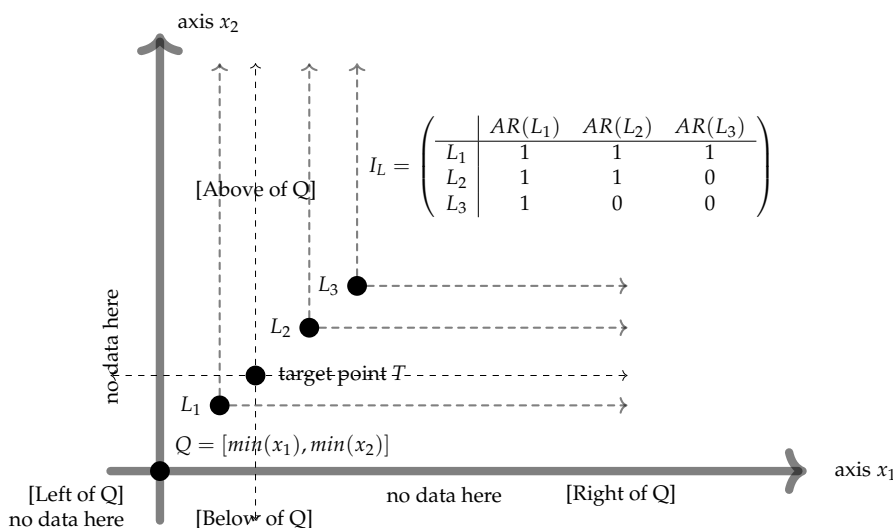 axis x₂
AR(L₁) AR(L₂) AR(L₃)
I_L =
L₁ 1 1 1
L₂ 1 1 0
L₃ 1 0 0
[Above of Q]
L₃
no data here
L₂
target point T
L₁
Q = [min(x₁), min(x₂)]
axis x₁
[Left of Q]
no data here
[Right of Q]
no data here
[Below of Q]